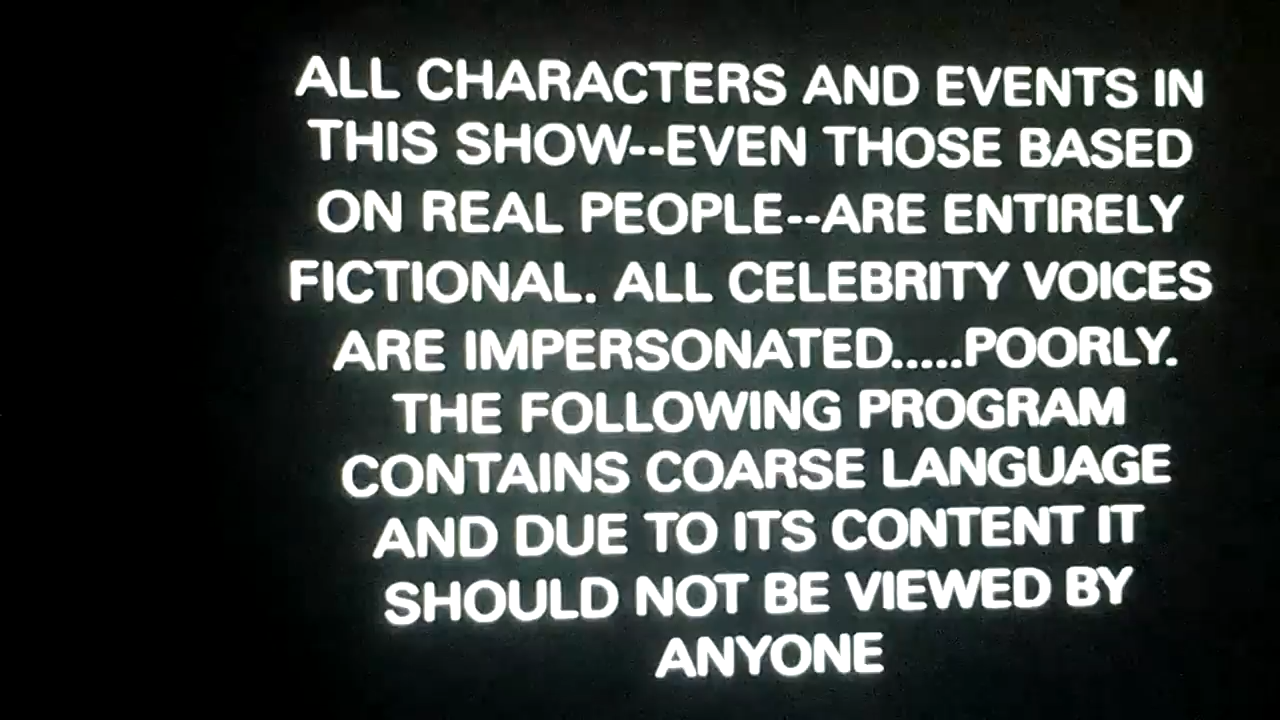 ALL CHARACTERS AND EVENTS IN
THIS SHOW--EVEN THOSE BASED
ON REAL PEOPLE--ARE ENTIRELY
FICTIONAL. ALL CELEBRITY VOICES
ARE IMPERSONATED.....POORLY.
THE FOLLOWING PROGRAM
CONTAINS COARSE LANGUAGE
AND DUE TO ITS CONTENT IT
SHOULD NOT BE VIEWED BY
ANYONE